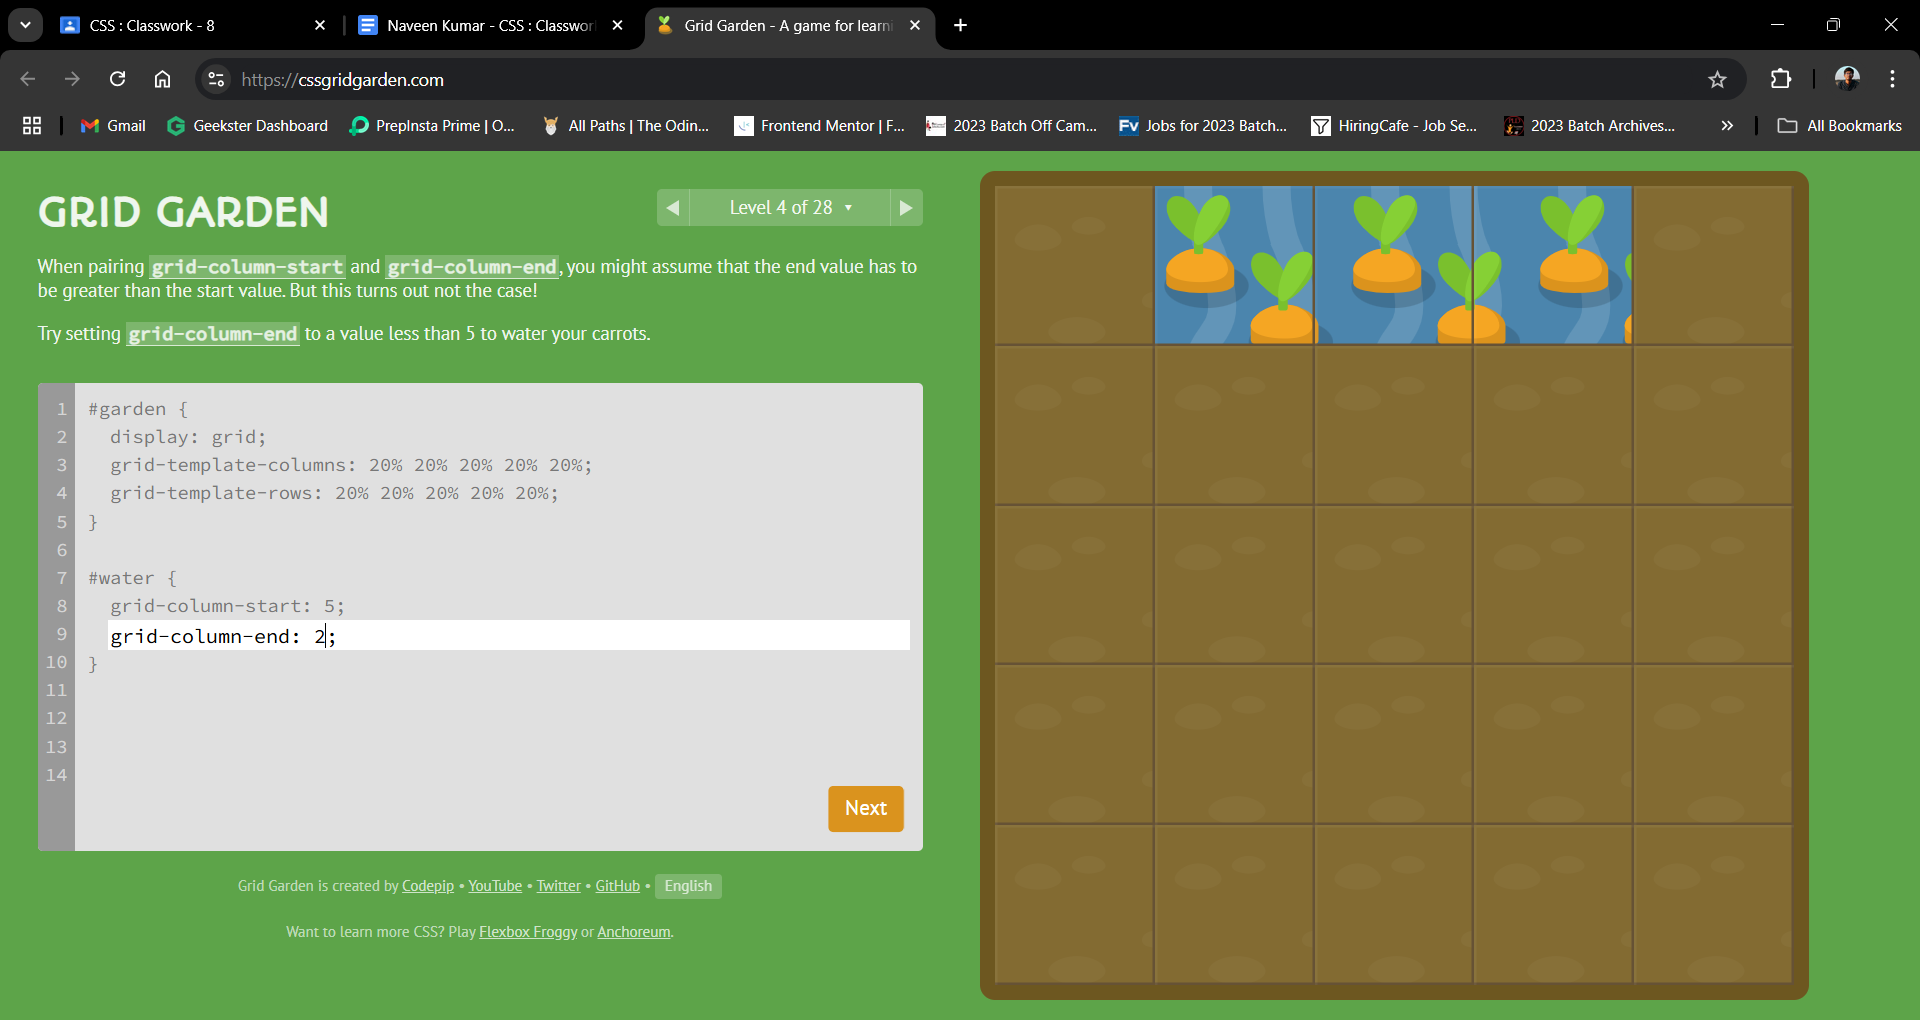 CSS : Classwork - 8
Naveen Kumar - CSS : Classwor
Grid Garden - A game for learni
https://cssgridgarden.com
Gmail
Geekster Dashboard
PrepInsta Prime | O...
All Paths | The Odin...
Frontend Mentor | F...
2023 Batch Off Cam...
Fv Jobs for 2023 Batch...
HiringCafe - Job Se...
2023 Batch Archives...
All Bookmarks
GRID GARDEN
Level 4 of 28
When pairing grid-column-start and grid-column-end, you might assume that the end value has to
be greater than the start value. But this turns out not the case!
Try setting grid-column-end to a value less than 5 to water your carrots.
1 #garden {
2 display: grid;
3 grid-template-columns: 20% 20% 20% 20% 20%;
4 grid-template-rows: 20% 20% 20% 20% 20%;
5 }
6
7 #water {
8 grid-column-start: 5;
9 grid-column-end: 2;
10 }
11
12
13
14
Next
Grid Garden is created by Codepip • YouTube • Twitter • GitHub • English
Want to learn more CSS? Play Flexbox Froggy or Anchoreum.